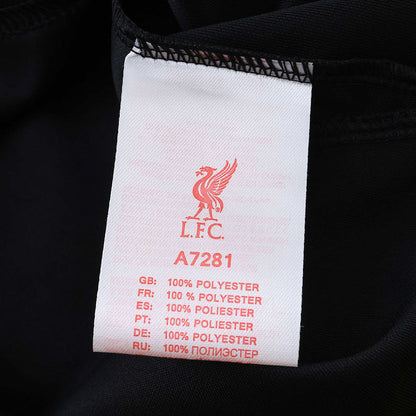 L.F.C.
A7281
GB: 100% POLYESTER
FR: 100 % POLYESTER
ES: 100% POLIESTER
PT: 100% POLIESTER
DE: 100% POLYESTER
RU: 100% ПОЛИЭСТЕР